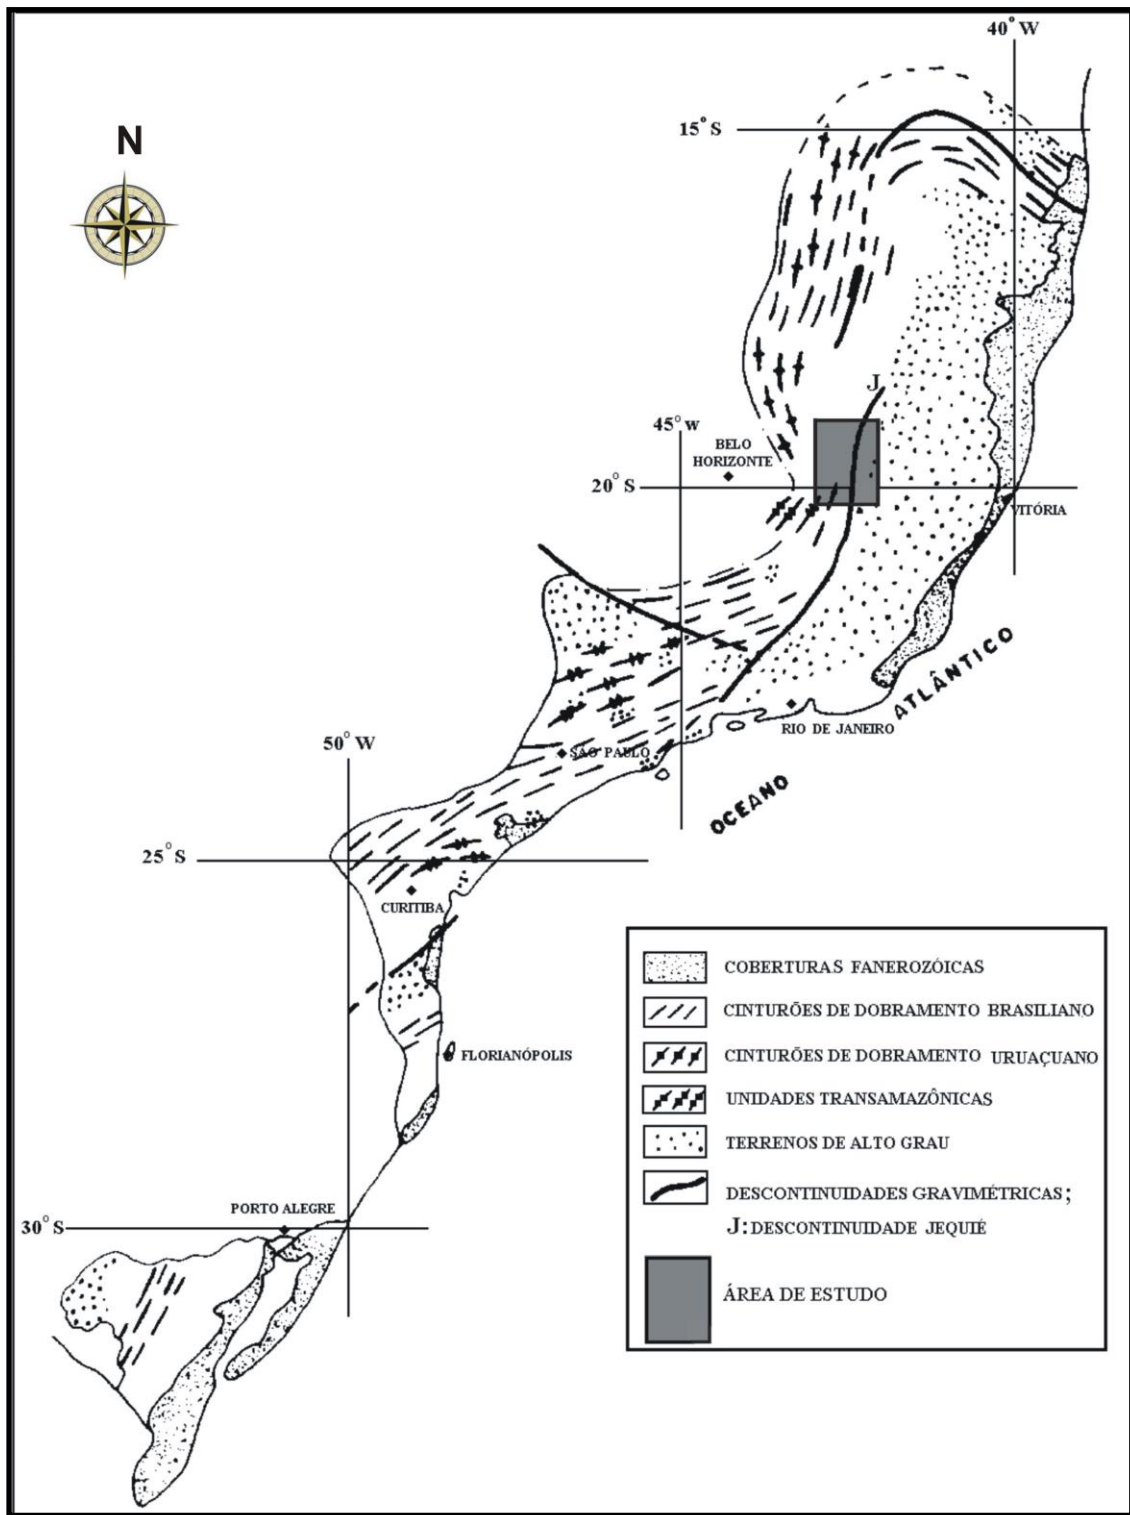 40° W
N
15° S
J
45° w
BELO
HORIZONTE
20° S
VITÓRIA
ATLÂNTICO
RIO DE JANEIRO
50° W
SAO PAULO
OCEANO
25° S
CURITIBA
COBERTURAS FANEROZÓICAS
CINTURÕES DE DOBRAMENTO BRASILIANO
FLORIANÓPOLIS
CINTURÕES DE DOBRAMENTO URUAÇUANO
UNIDADES TRANSAMAZÔNICAS
TERRENOS DE ALTO GRAU
DESCONTINUIDADES GRAVIMÉTRICAS;
J: DESCONTINUIDADE JEQUIÉ
PORTO ALEGRE
30° S
ÁREA DE ESTUDO